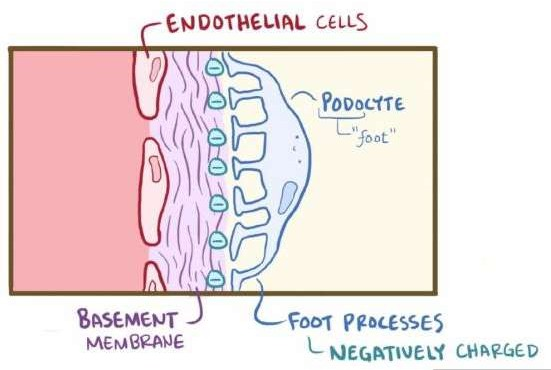 ENDOTHELIAL CELLS
PODOCYTE
"foot"
BASEMENT
MEMBRANE
FOOT PROCESSES
NEGATIVELY CHARGED